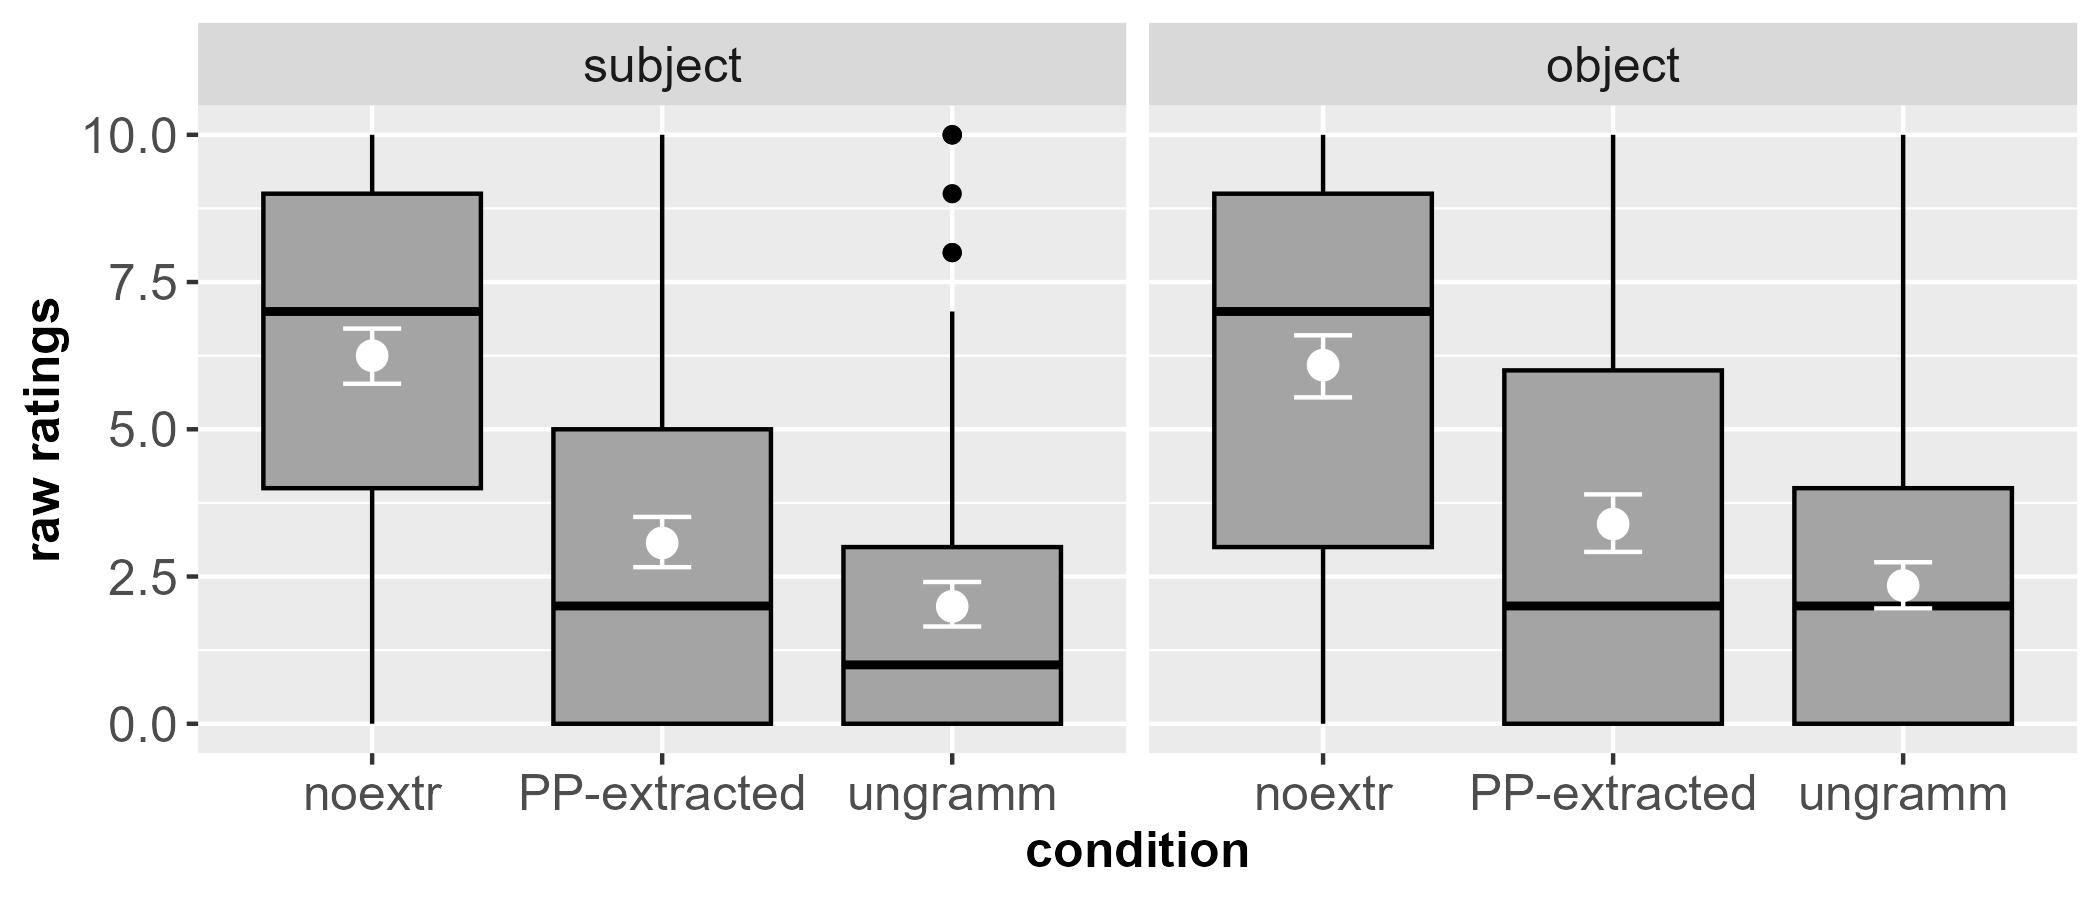 subject
object
10.0
7.5
5.0
2.5
0.0
raw ratings
noextr PP-extracted ungramm
noextr PP-extracted ungramm
condition